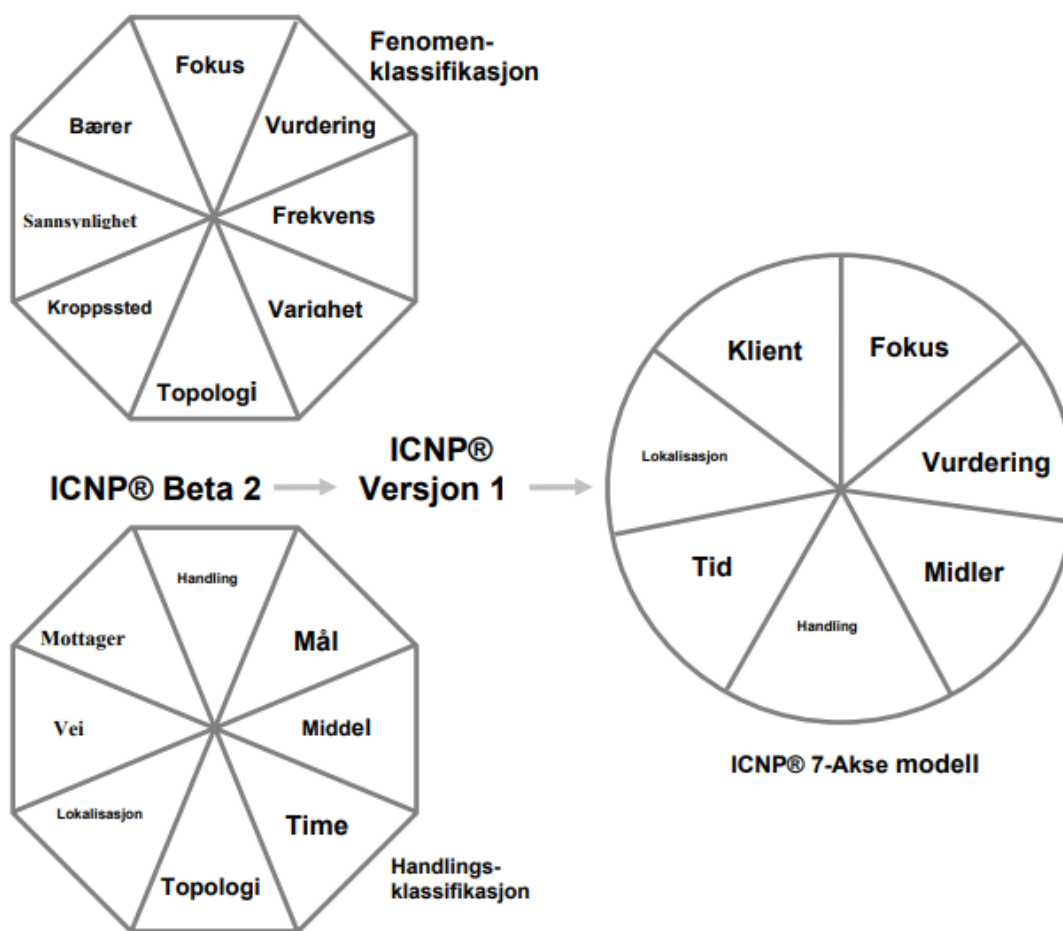 Fokus
Fenomen-
klassifikasjon
Vurdering
Bærer
Frekvens
Sannsynlighet
Varighet
Kroppssted
Topologi
ICNP® Beta 2
ICNP®
Versjon 1
Handling
Mål
Mottager
Middel
Vei
Time
Lokalisasjon
Topologi
Handlings-
klassifikasjon
Klient
Fokus
Lokalisasjon
Vurdering
Tid
Midler
Handling
ICNP® 7-Akse modell